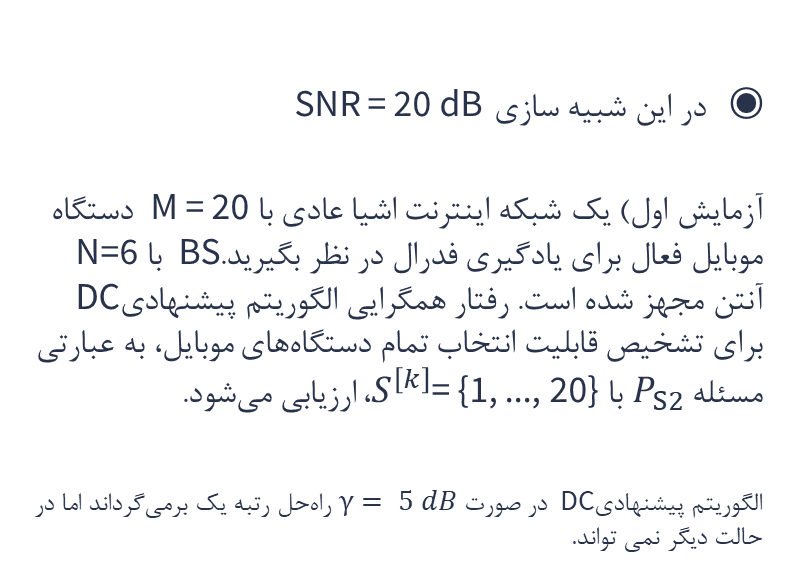 در این شبیه سازی SNR = 20 dB
آزمایش اول) یک شبکه اینترنت اشیا عادی با M = 20 دستگاه
موبایل فعال برای یادگیری فدرال در نظر بگیرید.BS با N=6
آنتن مجهز شده است. رفتار همگرایی الگوریتم پیشنهادیDC
برای تشخیص قابلیت انتخاب تمام دستگاه‌های موبایل، به عبارتی
مسئله P_S2 با S^[k]= {1, ..., 20}، ارزیابی می‌شود.
الگوریتم پیشنهادیDC در صورت γ = 5 dB راه‌حل رتبه یک برمی‌گرداند اما در
حالت دیگر نمی تواند.